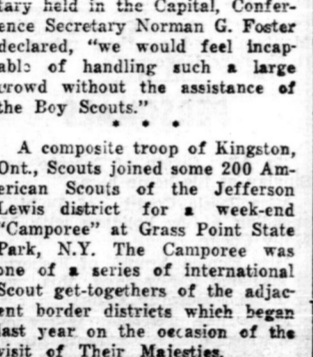 tary held in the Capital, Confer-
ence Secretary Norman G. Foster
declared, "we would feel incap-
able of handling such a large
crowd without the assistance of
the Boy Scouts."
* * *
A composite troop of Kingston,
Ont., Scouts joined some 200 Am-
erican Scouts of the Jefferson
Lewis district for a week-end
"Camporee" at Grass Point State
Park, N.Y. The Camporee was
one of a series of international
Scout get-togethers of the adjac-
ent border districts which began
last year on the occasion of the
visit of Their Majesties.